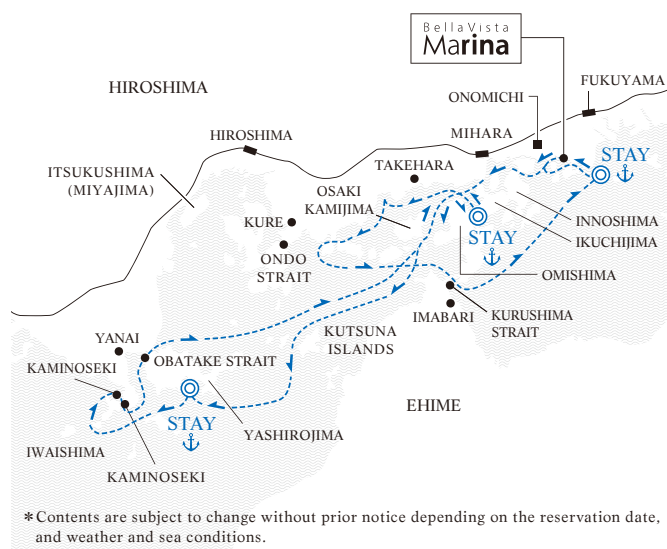 BellaVista
Marina
HIROSHIMA
FUKUYAMA
ONOMICHI
HIROSHIMA
MIHARA
ITSUKUSHIMA
(MIYAJIMA)
TAKEHARA
STAY
OSAKI
KAMIJIMA
KURE
INNOSHIMA
STAY
IKUCHIJIMA
ONDO
STRAIT
OMISHIMA
IMABARI
KURUSHIMA
STRAIT
YANAI
KUTSUNA
ISLANDS
OBATAKE STRAIT
KAMINOSEKI
EHIME
STAY
YASHIROJIMA
IWAISHIMA
KAMINOSEKI
*Contents are subject to change without prior notice depending on the reservation date,
and weather and sea conditions.